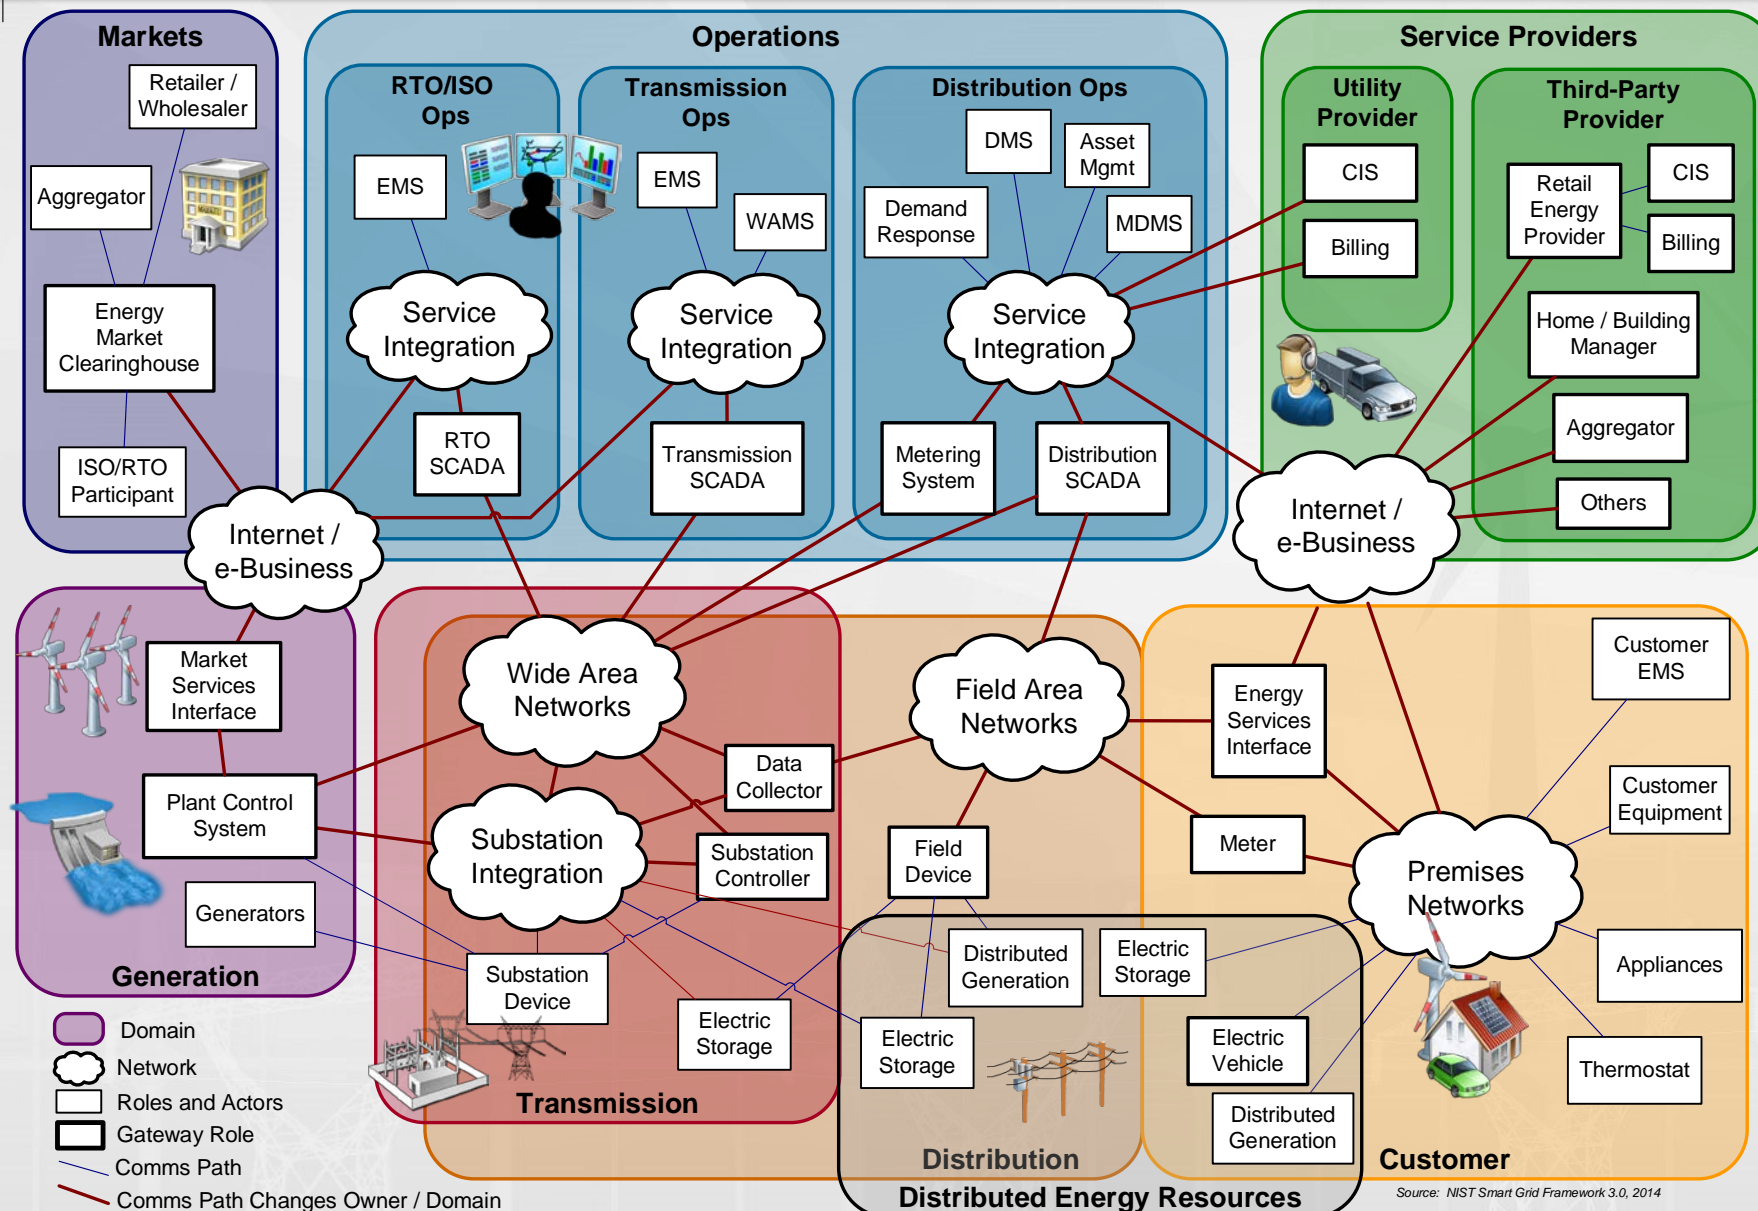 Markets
Retailer /
Wholesaler
Aggregator
MARKET
Energy
Market
Clearinghouse
ISO/RTO
Participant
Operations
RTO/ISO
Ops
EMS
Service
Integration
RTO
SCADA
Transmission
Ops
EMS
WAMS
Service
Integration
Transmission
SCADA
Distribution Ops
DMS
Asset
Mgmt
Demand
Response
MDMS
Service
Integration
Metering
System
Distribution
SCADA
Service Providers
Utility
Provider
CIS
Billing
Third-Party
Provider
Retail
Energy
Provider
CIS
Billing
Home / Building
Manager
Aggregator
Others
Internet /
e-Business
Internet /
e-Business
Market
Services
Interface
Plant Control
System
Generators
Generation
Wide Area
Networks
Data
Collector
Substation
Integration
Substation
Controller
Substation
Device
Electric
Storage
Transmission
Field Area
Networks
Field
Device
Distributed
Generation
Electric
Storage
Distribution
Energy
Services
Interface
Meter
Premises
Networks
Customer
EMS
Customer
Equipment
Appliances
Thermostat
Electric
Storage
Electric
Vehicle
Distributed
Generation
Customer
Distributed Energy Resources
Domain
Network
Roles and Actors
Gateway Role
Comms Path
Comms Path Changes Owner / Domain
Source: NIST Smart Grid Framework 3.0, 2014